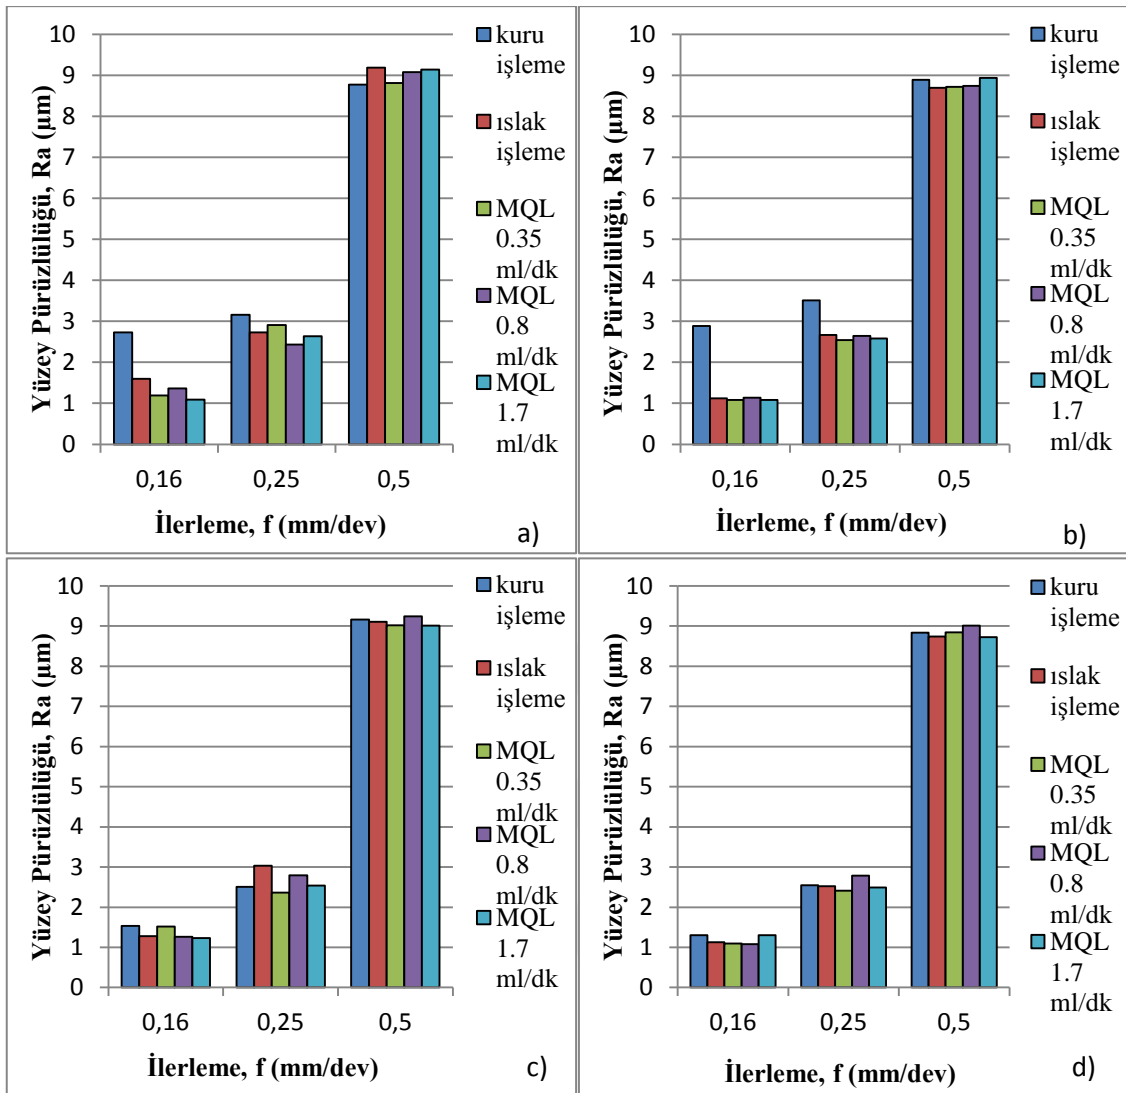 10
9
8
7
6
5
4
3
2
1
0
Yüzey Pürüzlülüğü, Ra (µm)
0,16
0,25
0,5
İlerleme, f (mm/dev)
a)
kuru
işleme
ıslak
işleme
MQL
0.35
ml/dk
MQL
0.8
ml/dk
MQL
1.7
ml/dk
10
9
8
7
6
5
4
3
2
1
0
Yüzey Pürüzlülüğü, Ra (µm)
0,16
0,25
0,5
İlerleme, f (mm/dev)
b)
kuru
işleme
ıslak
işleme
MQL
0.35
ml/dk
MQL
0.8
ml/dk
MQL
1.7
ml/dk
10
9
8
7
6
5
4
3
2
1
0
Yüzey Pürüzlülüğü, Ra (µm)
0,16
0,25
0,5
İlerleme, f (mm/dev)
c)
kuru
işleme
ıslak
işleme
MQL
0.35
ml/dk
MQL
0.8
ml/dk
MQL
1.7
ml/dk
10
9
8
7
6
5
4
3
2
1
0
Yüzey Pürüzlülüğü, Ra (µm)
0,16
0,25
0,5
İlerleme, f (mm/dev)
d)
kuru
işleme
ıslak
işleme
MQL
0.35
ml/dk
MQL
0.8
ml/dk
MQL
1.7
ml/dk